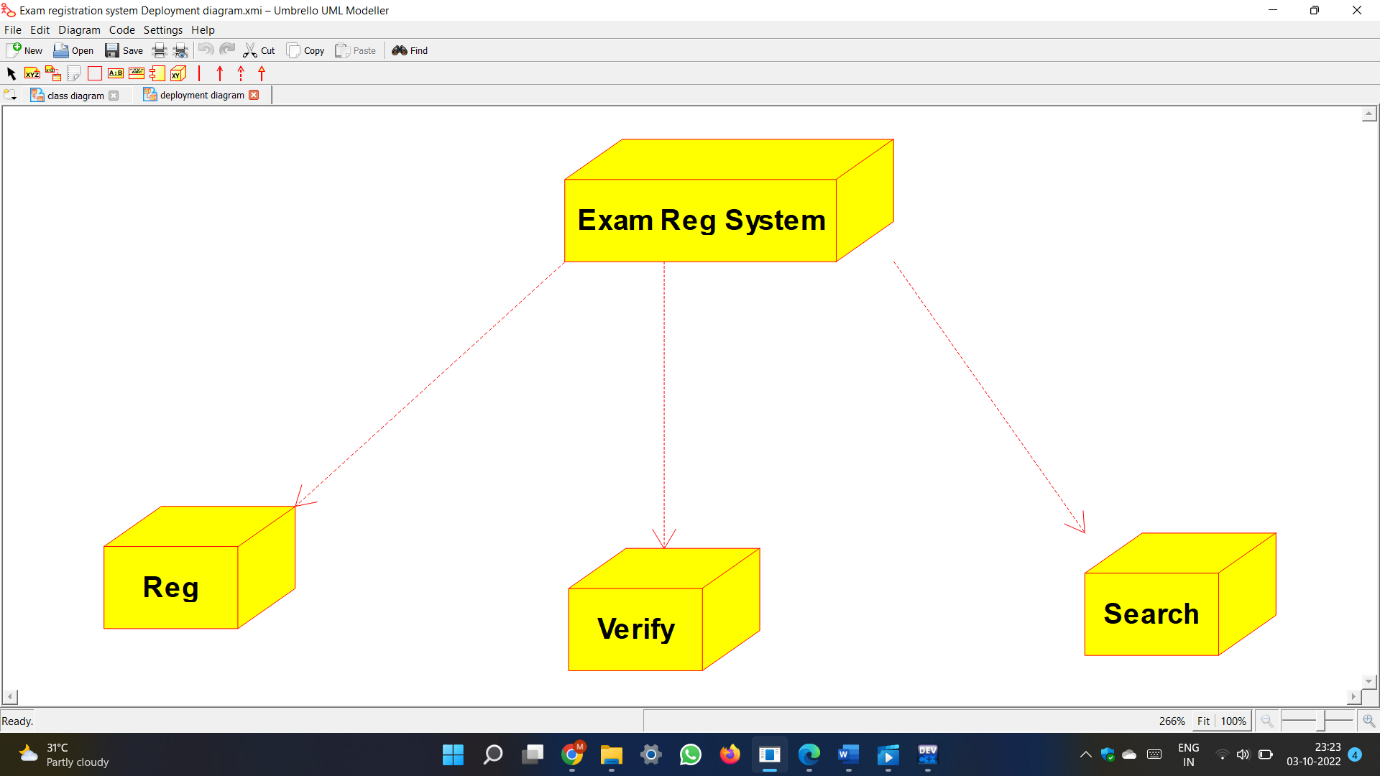 Exam registration system Deployment diagram.xmi – Umbrello UML Modeller
File Edit Diagram Code Settings Help
New Open Save Cut Copy Paste Find
class diagram deployment diagram
Exam Reg System
Reg
Verify
Search
Ready.
266% Fit 100%
31°C
Partly cloudy
ENG
IN
23:23
03-10-2022
4